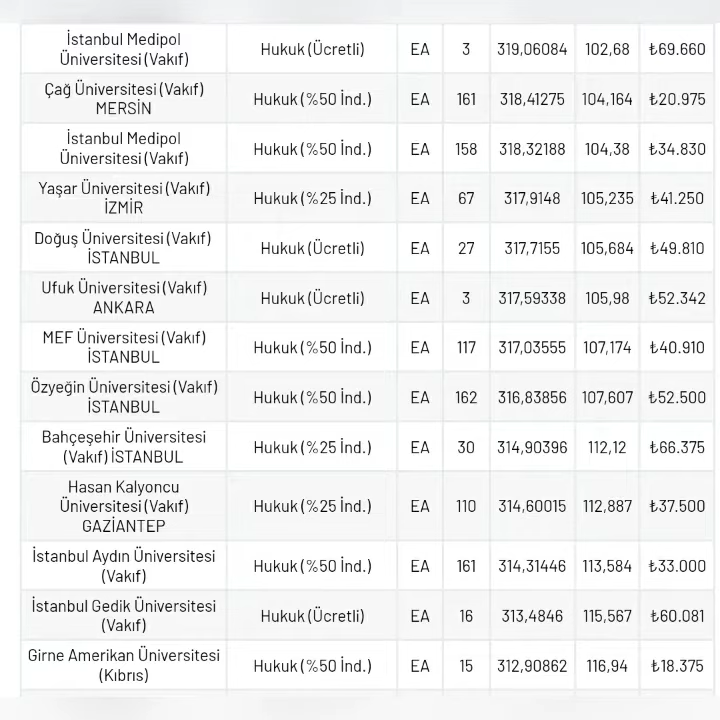 İstanbul Medipol
Üniversitesi (Vakıf)
Hukuk (Ücretli) EA 3 319,06084 102,68 ₺69.660
Çağ Üniversitesi (Vakıf)
MERSİN
Hukuk (%50 İnd.) EA 161 318,41275 104,164 ₺20.975
İstanbul Medipol
Üniversitesi (Vakıf)
Hukuk (%50 İnd.) EA 158 318,32188 104,38 ₺34.830
Yaşar Üniversitesi (Vakıf)
İZMİR
Hukuk (%25 İnd.) EA 67 317,9148 105,235 ₺41.250
Doğuş Üniversitesi (Vakıf)
İSTANBUL
Hukuk (Ücretli) EA 27 317,7155 105,684 ₺49.810
Ufuk Üniversitesi (Vakıf)
ANKARA
Hukuk (Ücretli) EA 3 317,59338 105,98 ₺52.342
MEF Üniversitesi (Vakıf)
İSTANBUL
Hukuk (%50 İnd.) EA 117 317,03555 107,174 ₺40.910
Özyeğin Üniversitesi (Vakıf)
İSTANBUL
Hukuk (%50 İnd.) EA 162 316,83856 107,607 ₺52.500
Bahçeşehir Üniversitesi
(Vakıf) İSTANBUL
Hukuk (%25 İnd.) EA 30 314,90396 112,12 ₺66.375
Hasan Kalyoncu
Üniversitesi (Vakıf)
GAZİANTEP
Hukuk (%25 İnd.) EA 110 314,60015 112,887 ₺37.500
İstanbul Aydın Üniversitesi
(Vakıf)
Hukuk (%50 İnd.) EA 161 314,31446 113,584 ₺33.000
İstanbul Gedik Üniversitesi
(Vakıf)
Hukuk (Ücretli) EA 16 313,4846 115,567 ₺60.081
Girne Amerikan Üniversitesi
(Kıbrıs)
Hukuk (%50 İnd.) EA 15 312,90862 116,94 ₺18.375